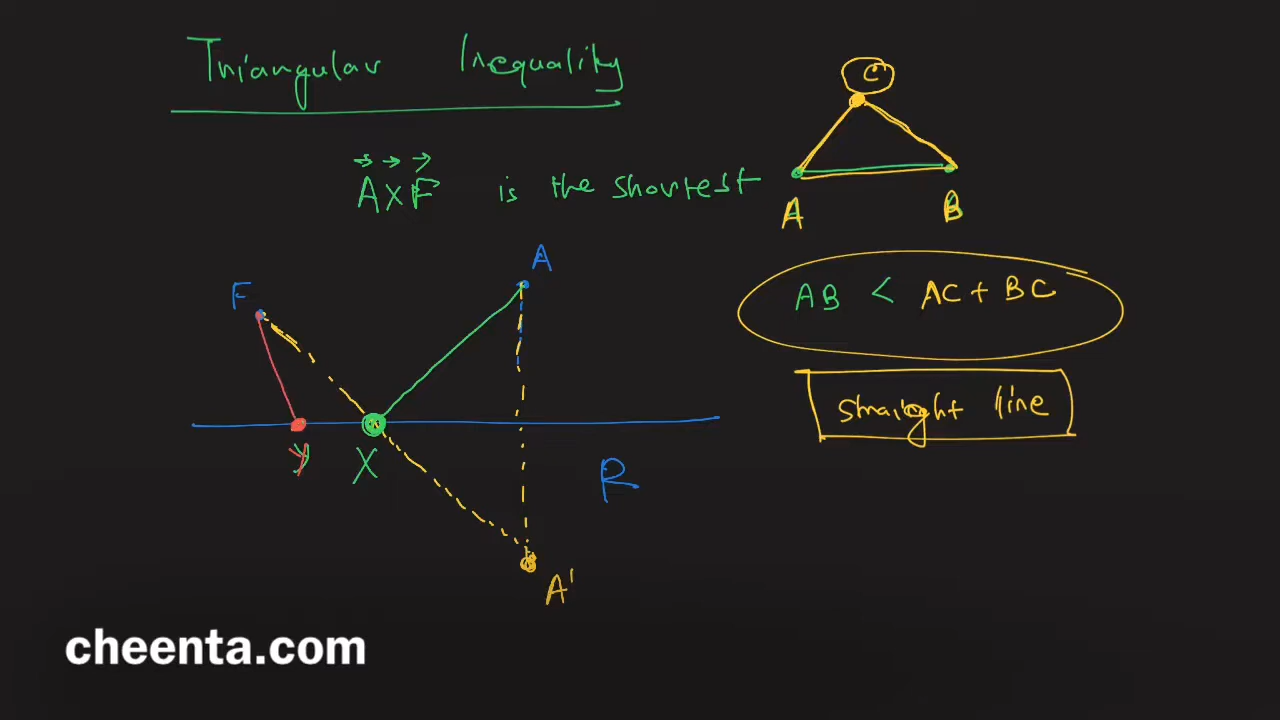 Triangular Inequality
C
AXF is the shortest
A B
A
F
AB < AC + BC
straight line
y X
R
A'
cheenta.com